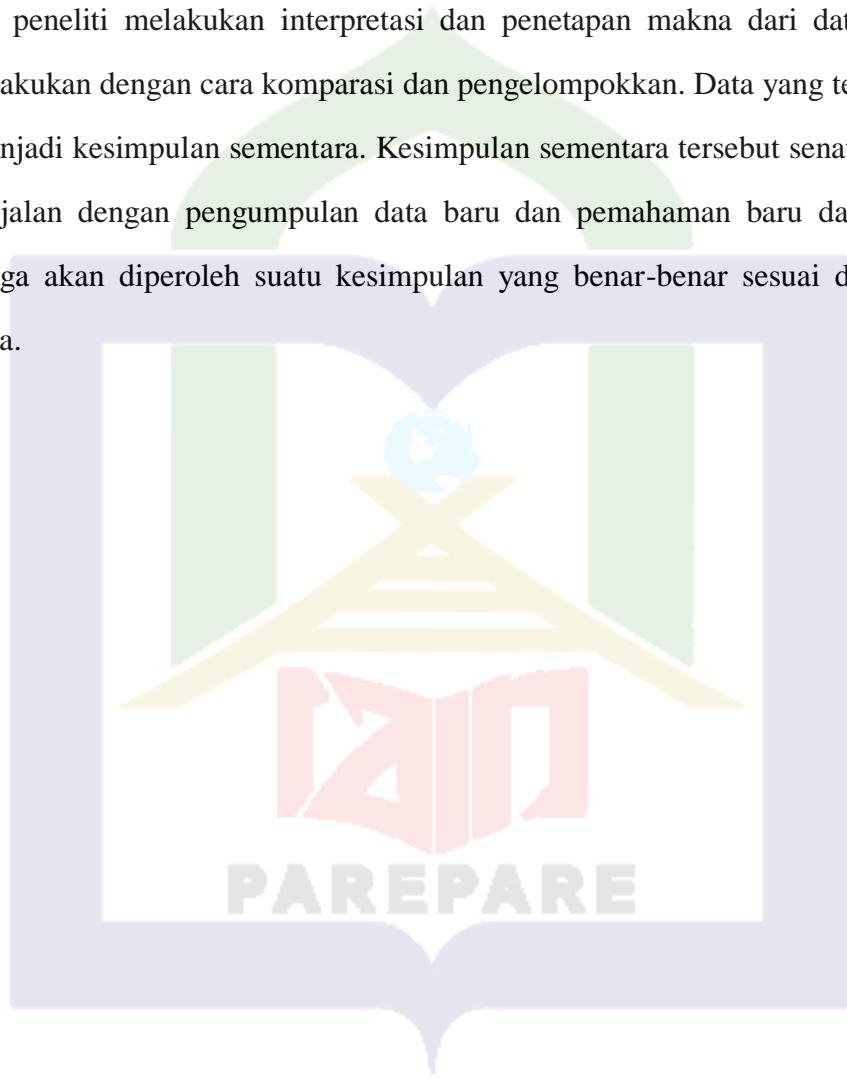 peneliti melakukan interpretasi dan penetapan makna dari dat
akukan dengan cara komparasi dan pengelompokkan. Data yang te
njadi kesimpulan sementara. Kesimpulan sementara tersebut sena
jalan dengan pengumpulan data baru dan pemahaman baru da
ga akan diperoleh suatu kesimpulan yang benar-benar sesuai d
a.
iain
PAREPARE